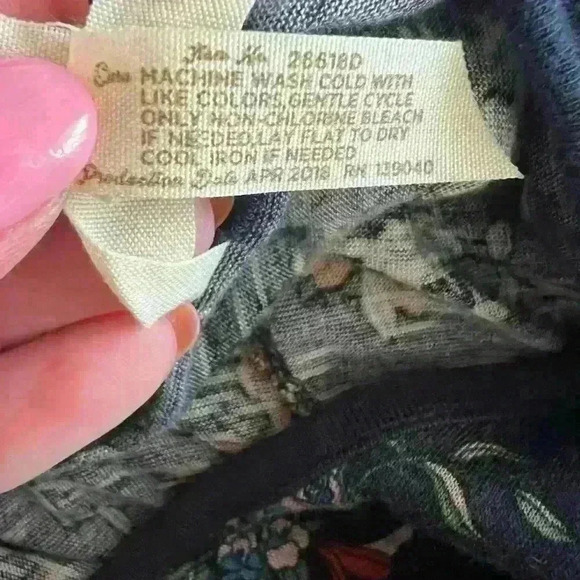 Item No. 28618D
Care MACHINE WASH COLD WITH
LIKE COLORS, GENTLE CYCLE
ONLY NON-CHLORINE BLEACH
IF NEEDED, LAY FLAT TO DRY
COOL IRON IF NEEDED
Production Date APR 2018 RN 139040